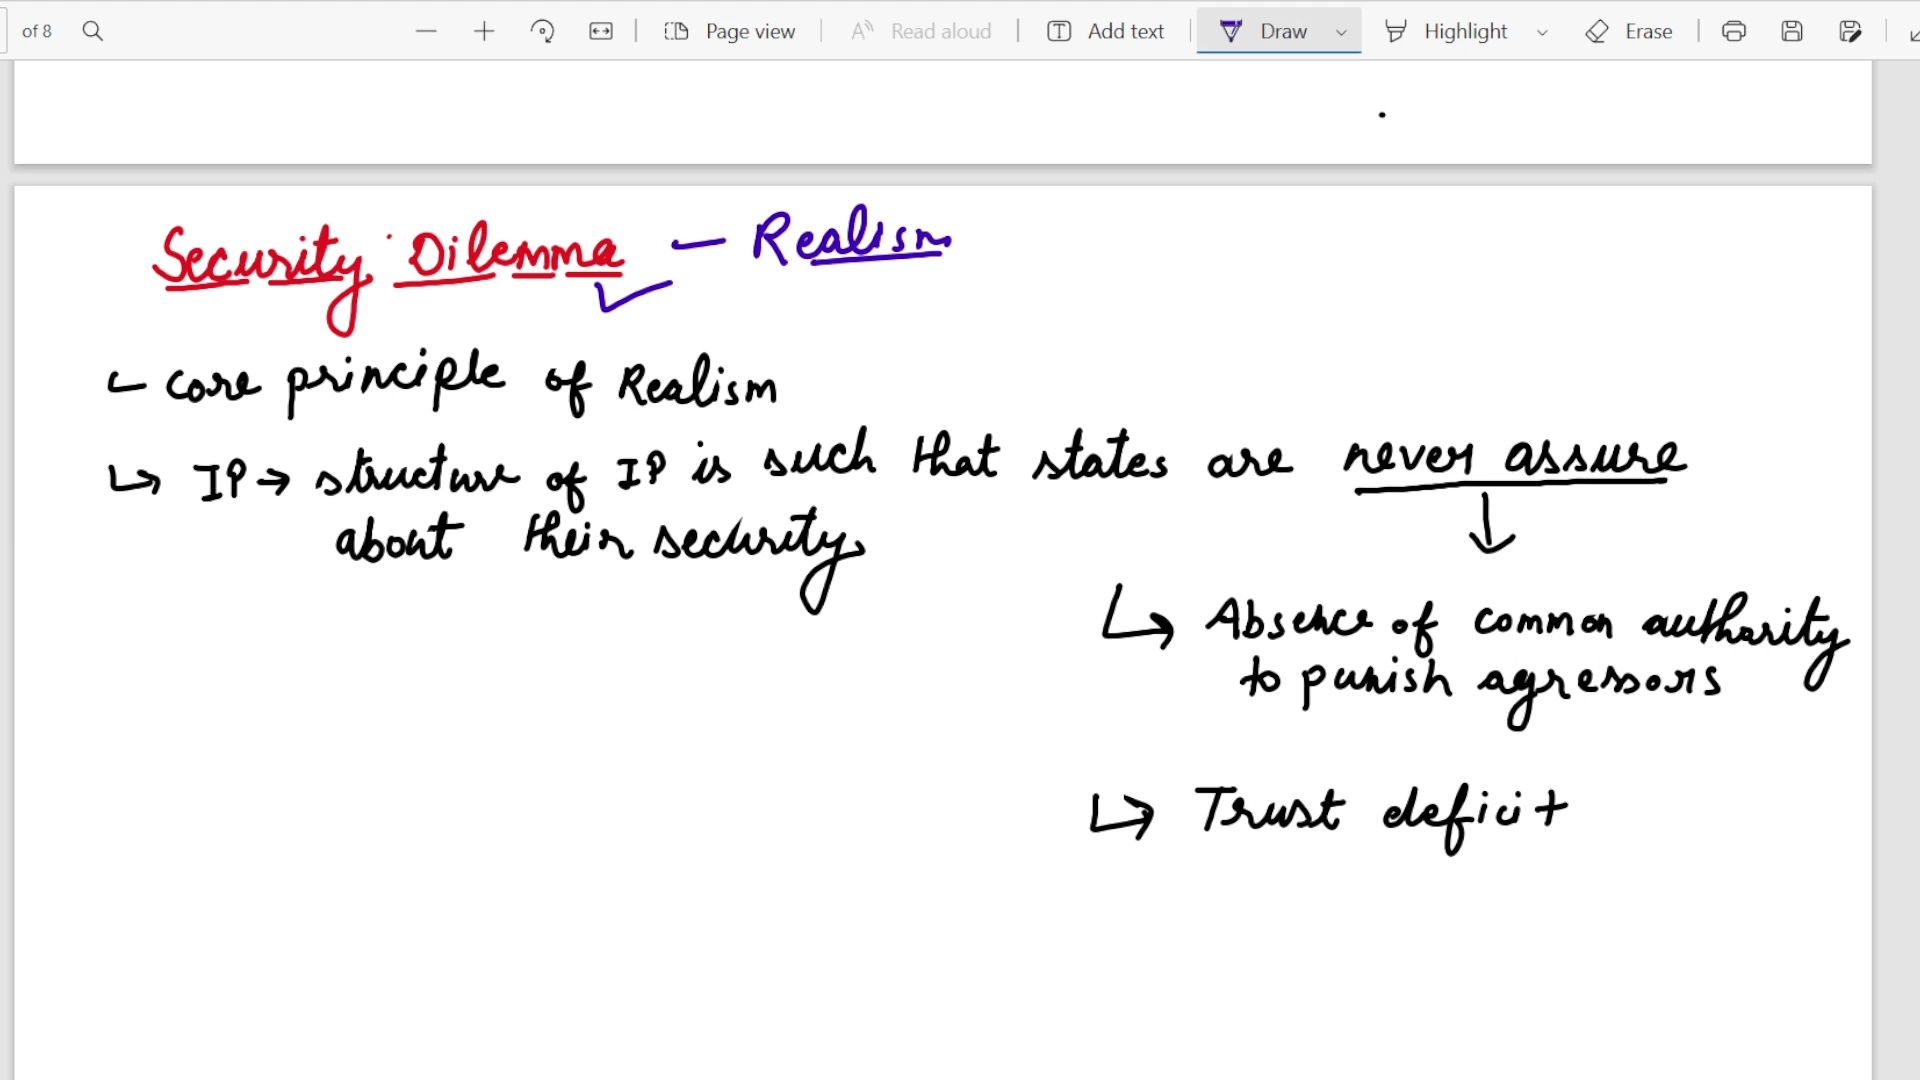 of 8 Page view Read aloud Add text Draw Highlight Erase
Security Dilemma - Realism
core principle of Realism
IP → structure of IP is such that states are never assure
about their security
Absence of common authority
to punish agressors
Trust deficit